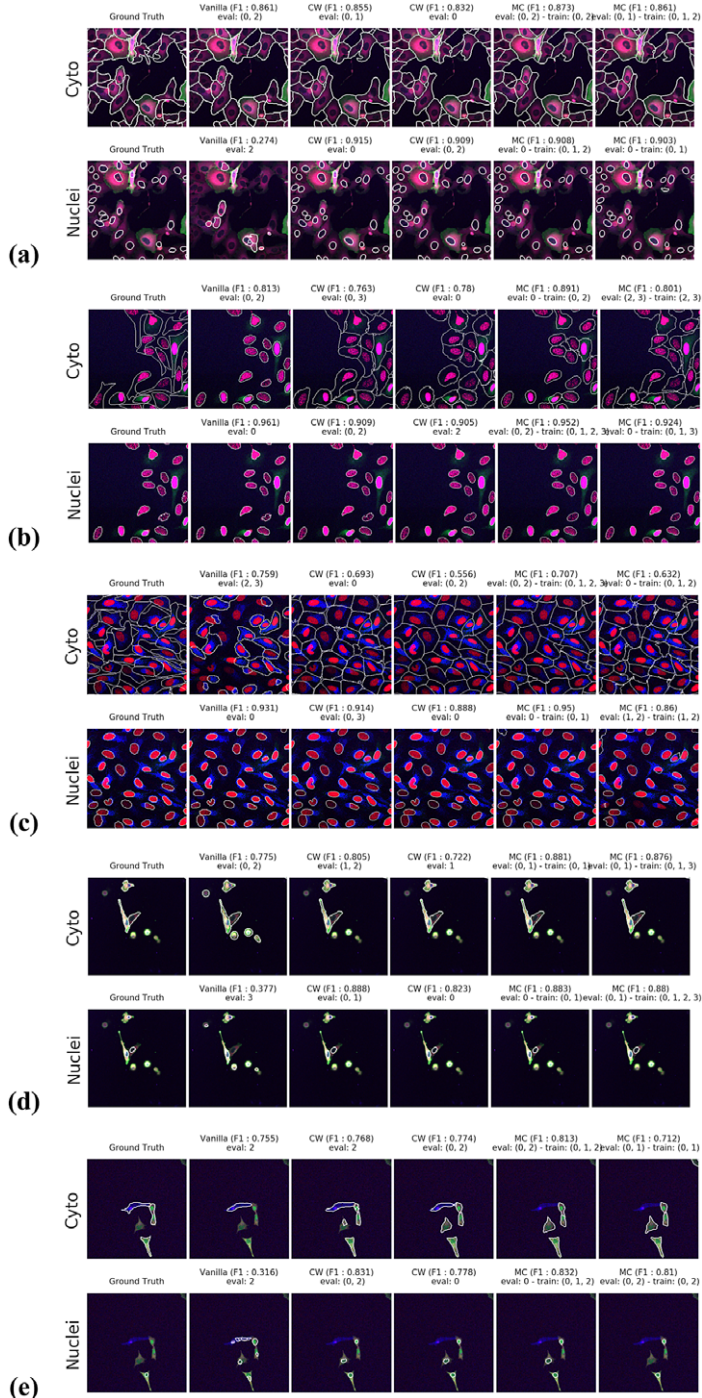 Ground Truth
Vanilla (F1 : 0.861)
eval: (0, 2)
CW (F1 : 0.855)
eval: (0, 1)
CW (F1 : 0.832)
eval: 0
MC (F1 : 0.873)
eval: (0, 2) - train: (0, 2)
MC (F1 : 0.861)
eval: (0, 1) - train: (0, 1, 2)
Cyto
Ground Truth
Vanilla (F1 : 0.274)
eval: 2
CW (F1 : 0.915)
eval: 0
CW (F1 : 0.909)
eval: (0, 2)
MC (F1 : 0.908)
eval: 0 - train: (0, 1, 2)
MC (F1 : 0.903)
eval: 0 - train: (0, 1)
Nuclei
(a)
Ground Truth
Vanilla (F1 : 0.813)
eval: (0, 2)
CW (F1 : 0.763)
eval: (0, 3)
CW (F1 : 0.78)
eval: 0
MC (F1 : 0.891)
eval: 0 - train: (0, 2)
MC (F1 : 0.801)
eval: (2, 3) - train: (2, 3)
Cyto
Ground Truth
Vanilla (F1 : 0.961)
eval: 0
CW (F1 : 0.909)
eval: (0, 2)
CW (F1 : 0.905)
eval: 2
MC (F1 : 0.952)
eval: (0, 2) - train: (0, 1, 2, 3)
MC (F1 : 0.924)
eval: 0 - train: (0, 1, 3)
Nuclei
(b)
Ground Truth
Vanilla (F1 : 0.759)
eval: (2, 3)
CW (F1 : 0.693)
eval: 0
CW (F1 : 0.556)
eval: (0, 2)
MC (F1 : 0.707)
eval: (0, 2) - train: (0, 1, 2, 3)
MC (F1 : 0.632)
eval: 0 - train: (0, 1, 2)
Cyto
Ground Truth
Vanilla (F1 : 0.931)
eval: 0
CW (F1 : 0.914)
eval: (0, 3)
CW (F1 : 0.888)
eval: 0
MC (F1 : 0.95)
eval: 0 - train: (0, 1)
MC (F1 : 0.86)
eval: (1, 2) - train: (1, 2)
Nuclei
(c)
Ground Truth
Vanilla (F1 : 0.775)
eval: (0, 2)
CW (F1 : 0.805)
eval: (1, 2)
CW (F1 : 0.722)
eval: 1
MC (F1 : 0.881)
eval: (0, 1) - train: (0, 1)
MC (F1 : 0.876)
eval: (0, 1) - train: (0, 1, 3)
Cyto
Ground Truth
Vanilla (F1 : 0.377)
eval: 3
CW (F1 : 0.888)
eval: (0, 1)
CW (F1 : 0.823)
eval: 0
MC (F1 : 0.883)
eval: 0 - train: (0, 1)
MC (F1 : 0.88)
eval: (0, 1) - train: (0, 1, 2, 3)
Nuclei
(d)
Ground Truth
Vanilla (F1 : 0.755)
eval: 2
CW (F1 : 0.768)
eval: 2
CW (F1 : 0.774)
eval: (0, 2)
MC (F1 : 0.813)
eval: (0, 2) - train: (0, 1, 2)
MC (F1 : 0.712)
eval: (0, 1) - train: (0, 1)
Cyto
Ground Truth
Vanilla (F1 : 0.316)
eval: 2
CW (F1 : 0.831)
eval: (0, 2)
CW (F1 : 0.778)
eval: 0
MC (F1 : 0.832)
eval: 0 - train: (0, 1, 2)
MC (F1 : 0.81)
eval: (0, 2) - train: (0, 2)
Nuclei
(e)